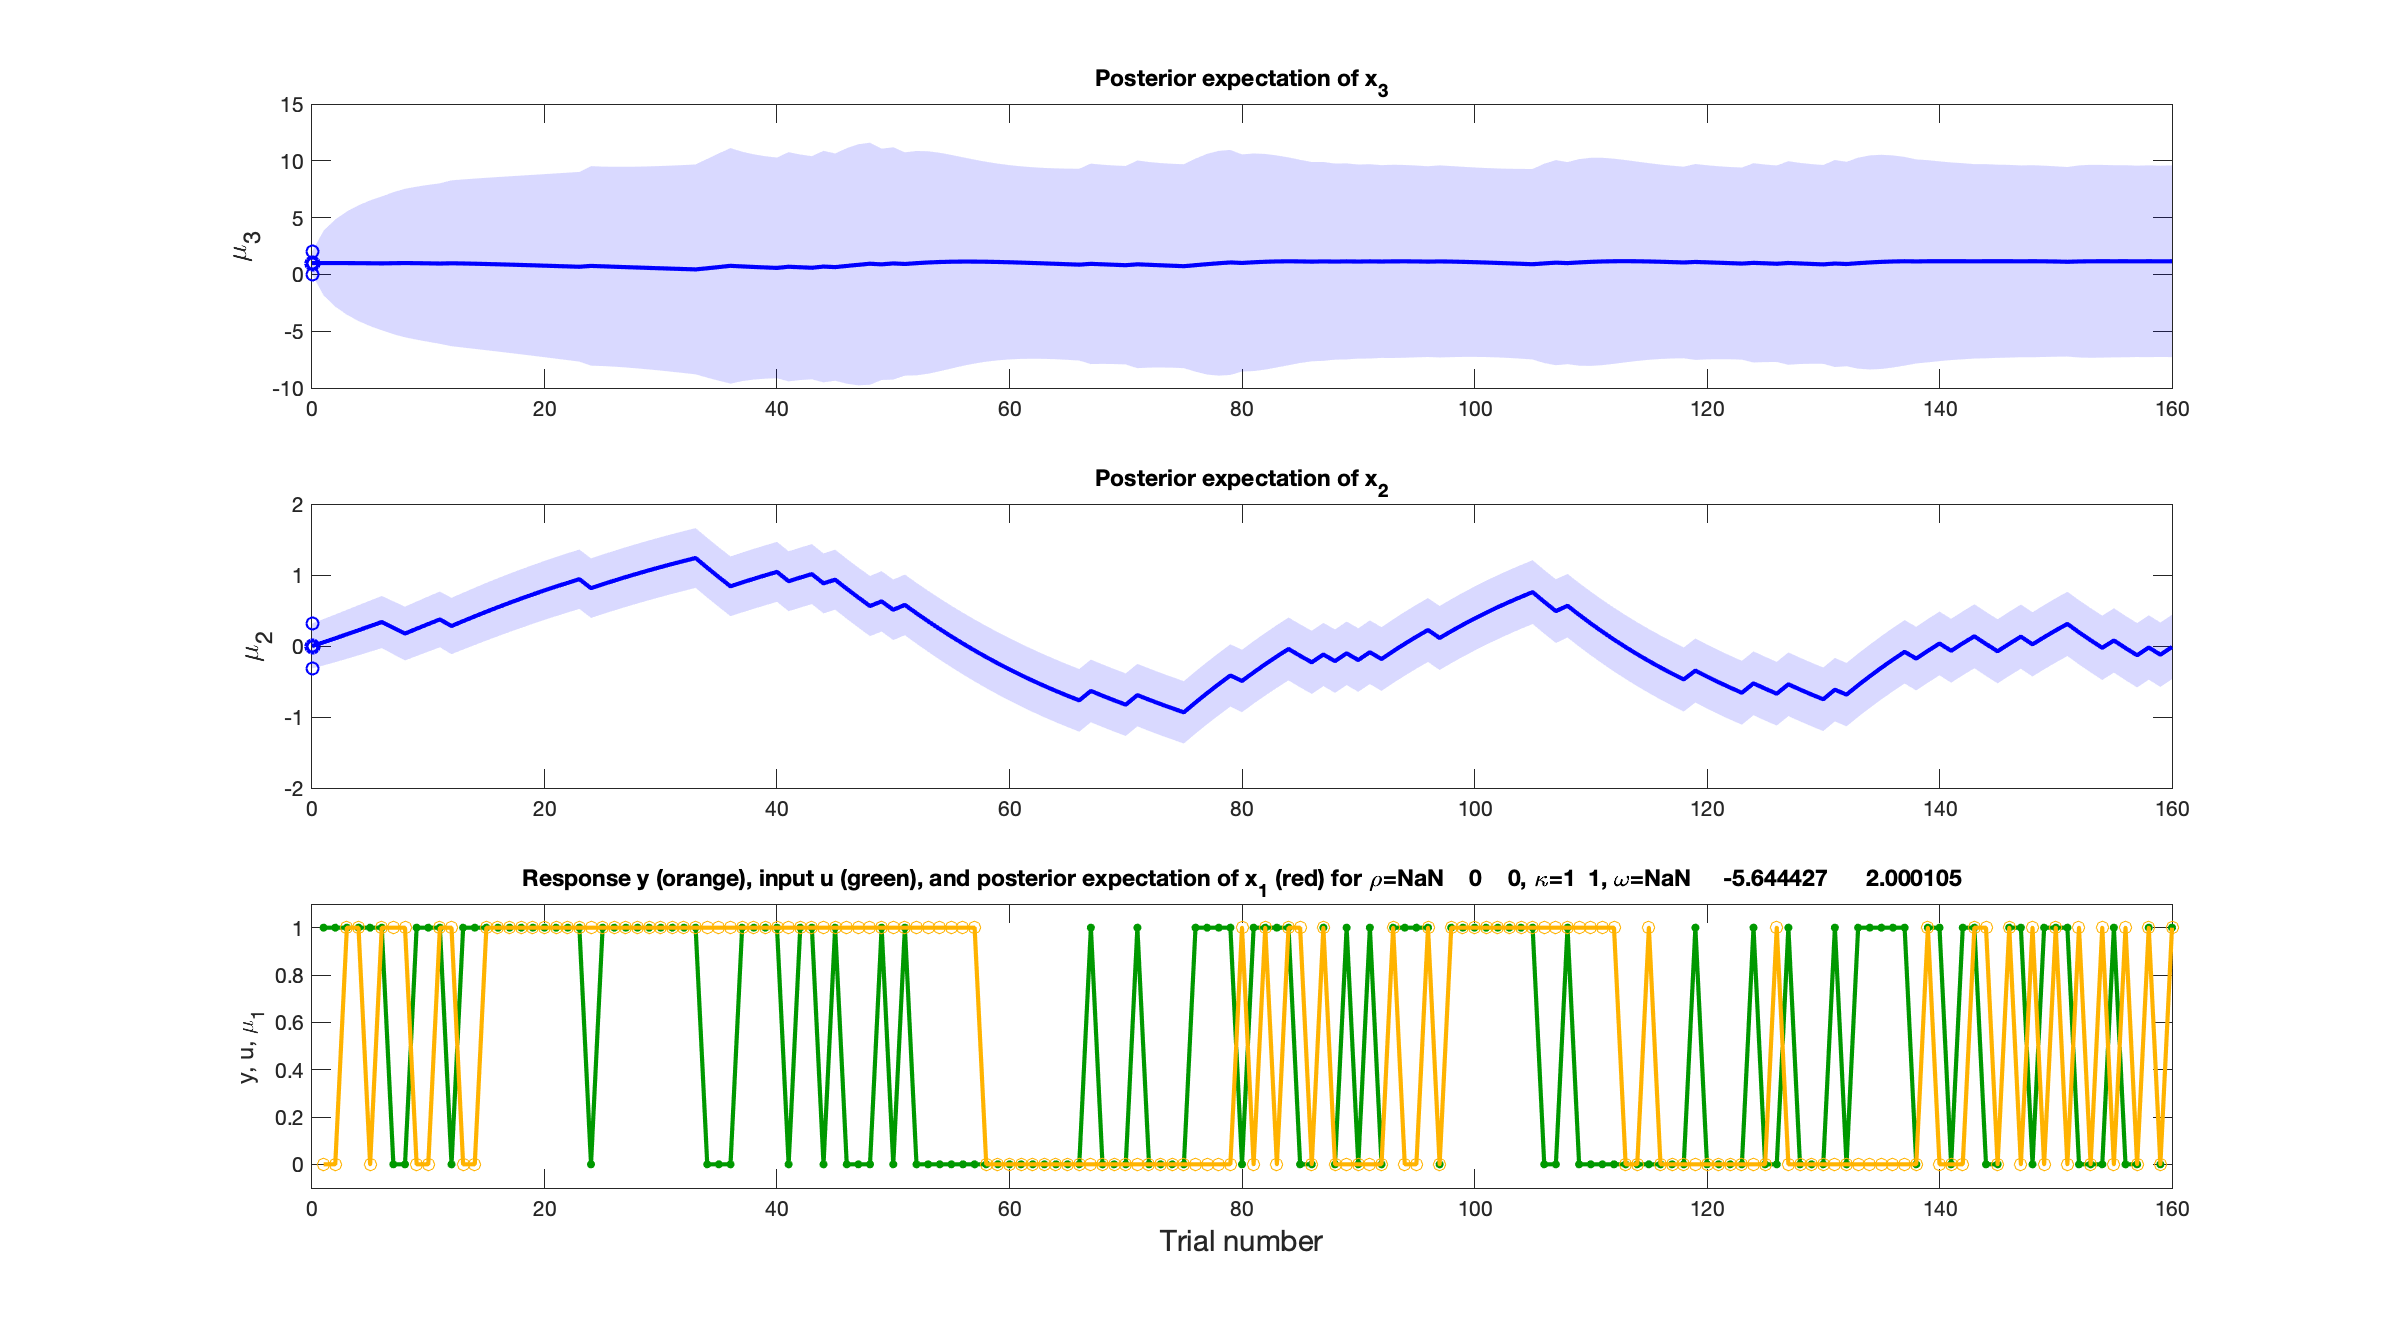 Posterior expectation of x3
15
10
5
0
-5
-10
μ3
0 20 40 60 80 100 120 140 160
Posterior expectation of x2
2
1
0
-1
-2
μ2
0 20 40 60 80 100 120 140 160
Response y (orange), input u (green), and posterior expectation of x1 (red) for ρ=NaN 0 0, κ=1 1, ω=NaN -5.644427 2.000105
1
0.8
0.6
0.4
0.2
0
y, u, μ1
0 20 40 60 80 100 120 140 160
Trial number